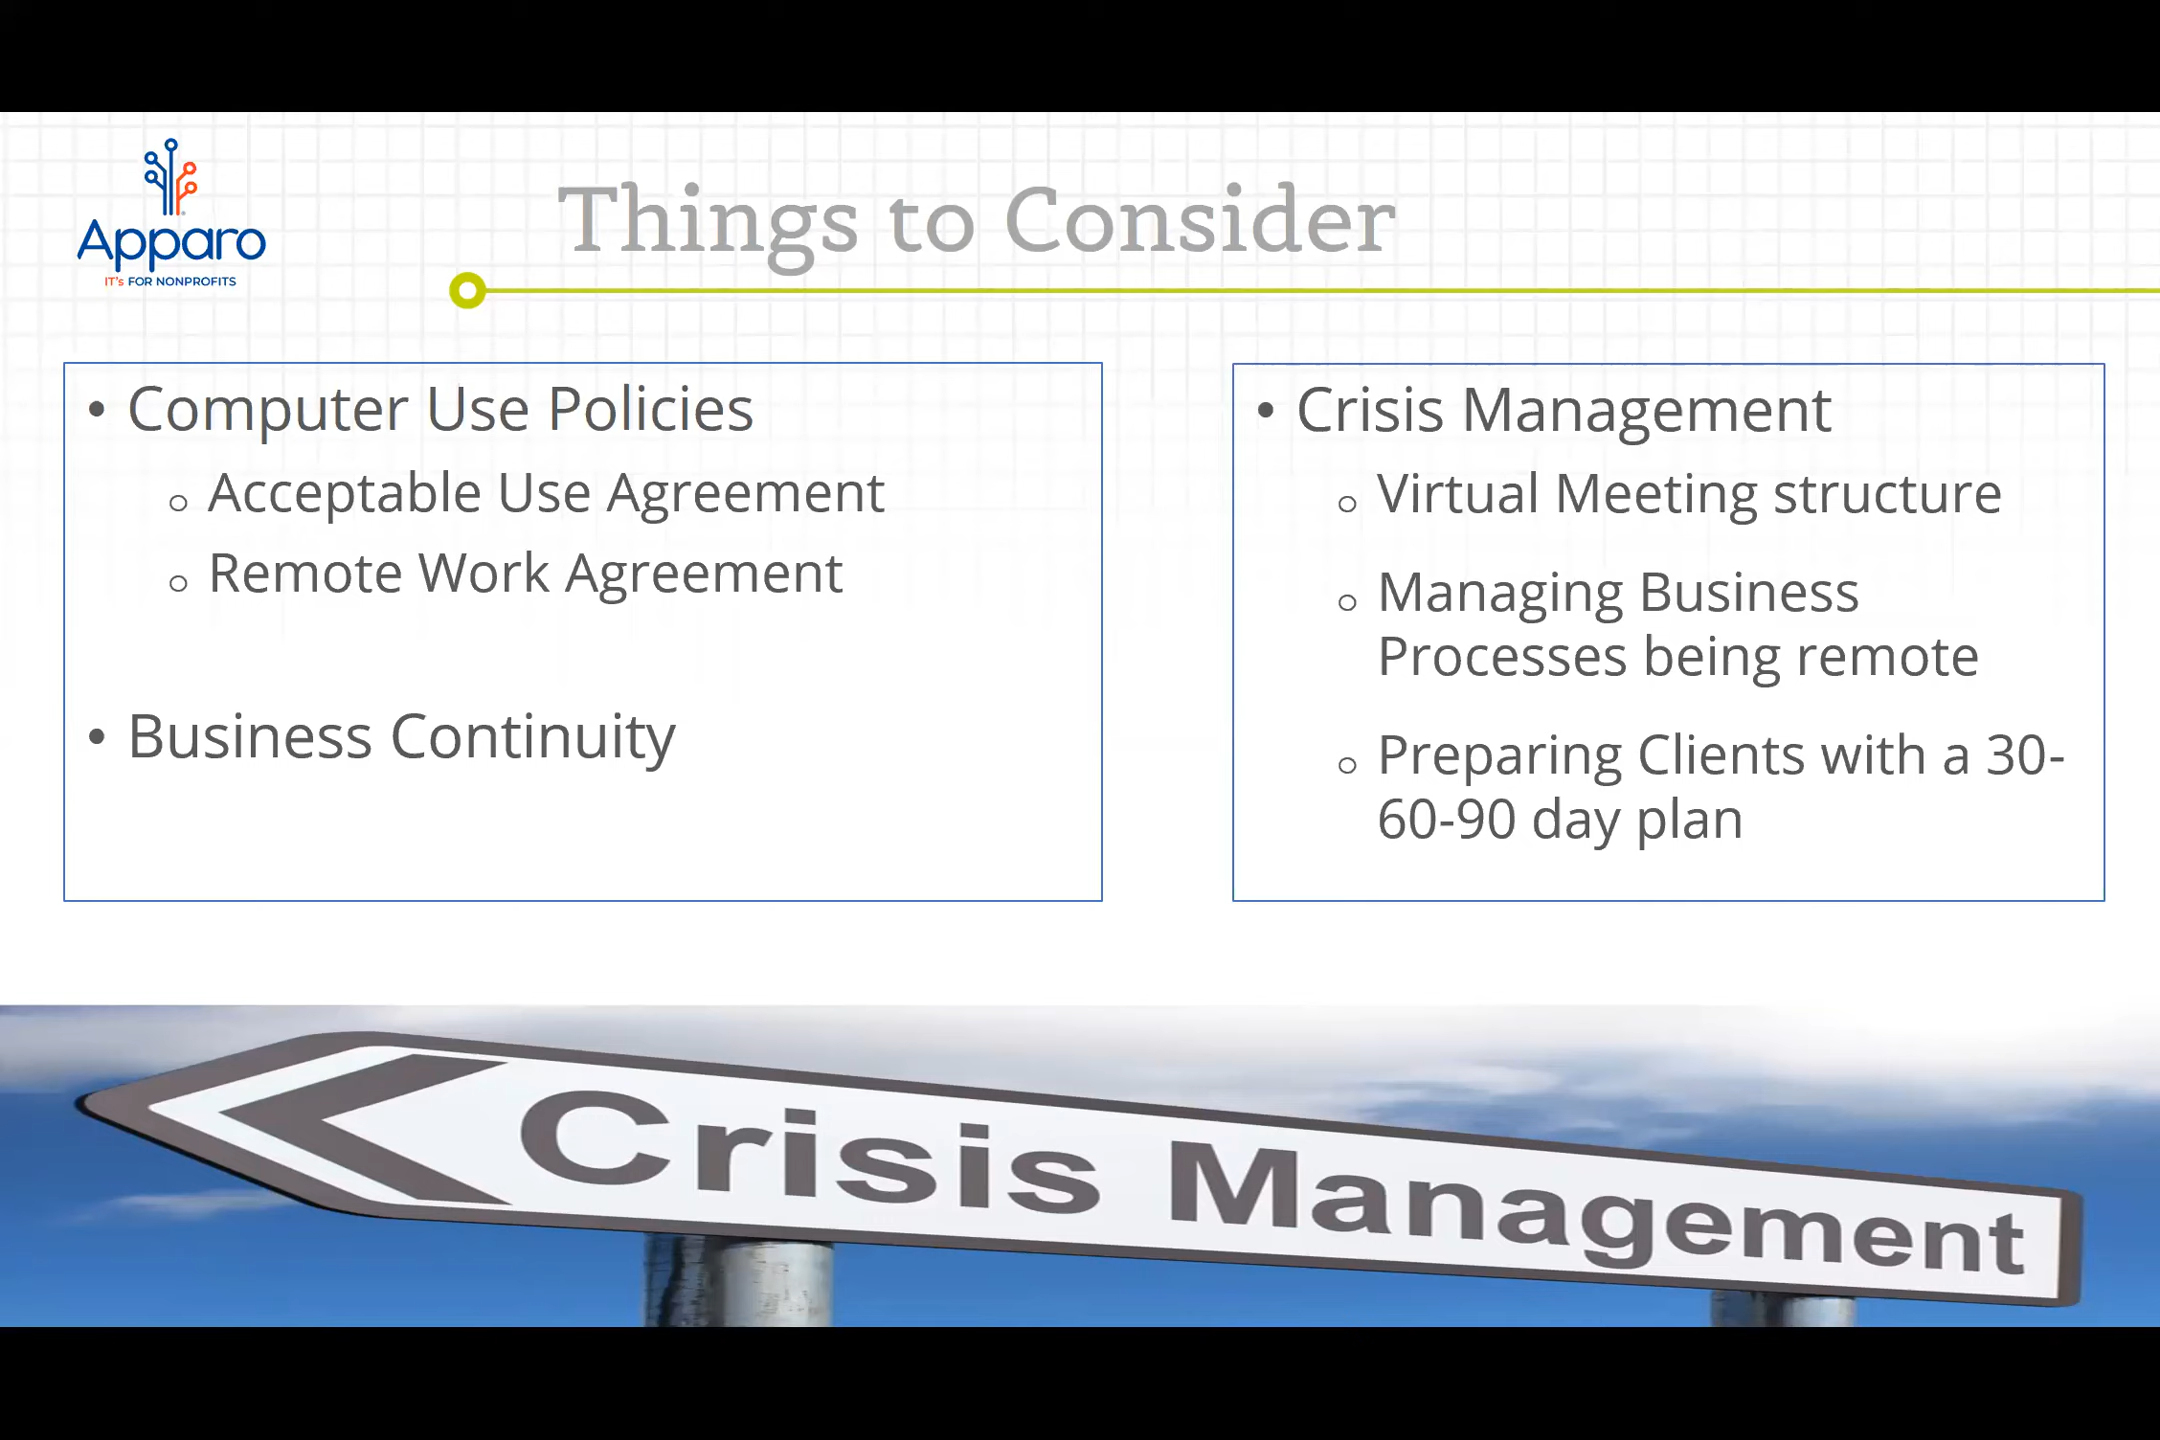 Apparo
IT's FOR NONPROFITS
Things to Consider
• Computer Use Policies
o Acceptable Use Agreement
o Remote Work Agreement
• Business Continuity
• Crisis Management
o Virtual Meeting structure
o Managing Business
Processes being remote
o Preparing Clients with a 30-
60-90 day plan
Crisis Management